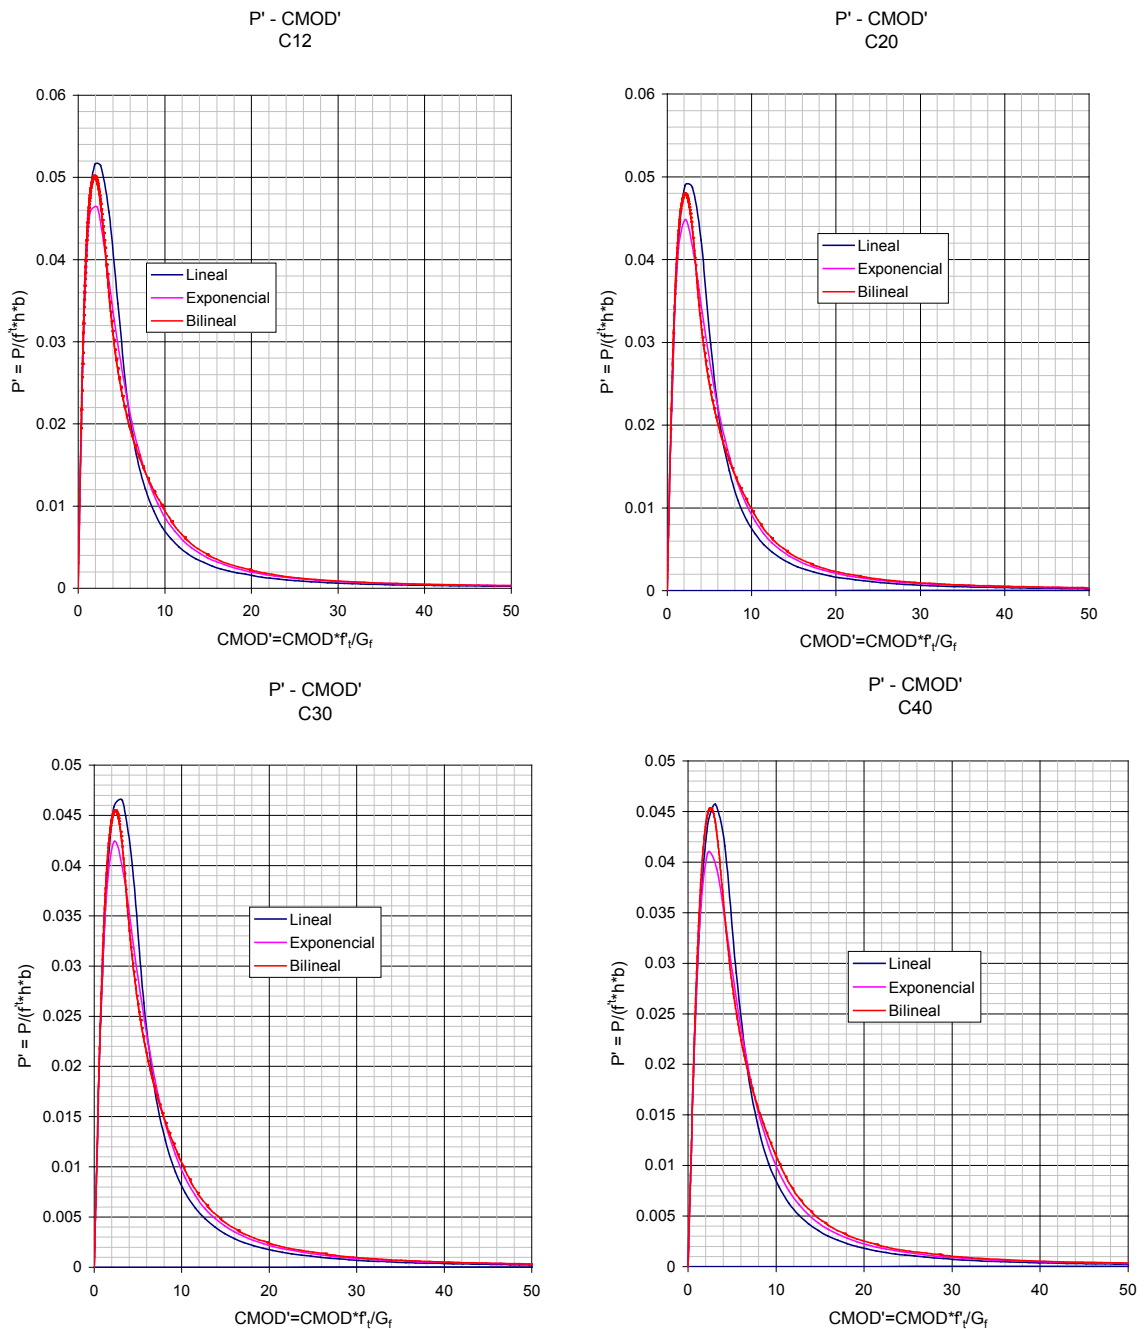 P' - CMOD'
C12
0.06
0.05
0.04
0.03
0.02
0.01
0
P' = P/(f't*h*b)
Lineal
Exponencial
Bilineal
0 10 20 30 40 50
CMOD'=CMOD*f't/Gf
P' - CMOD'
C20
0.06
0.05
0.04
0.03
0.02
0.01
0
P' = P/(f't*h*b)
Lineal
Exponencial
Bilineal
0 10 20 30 40 50
CMOD'=CMOD*f't/Gf
P' - CMOD'
C30
0.05
0.045
0.04
0.035
0.03
0.025
0.02
0.015
0.01
0.005
0
P' = P/(f't*h*b)
Lineal
Exponencial
Bilineal
0 10 20 30 40 50
CMOD'=CMOD*f't/Gf
P' - CMOD'
C40
0.05
0.045
0.04
0.035
0.03
0.025
0.02
0.015
0.01
0.005
0
P' = P/(f't*h*b)
Lineal
Exponencial
Bilineal
0 10 20 30 40 50
CMOD'=CMOD*f't/Gf